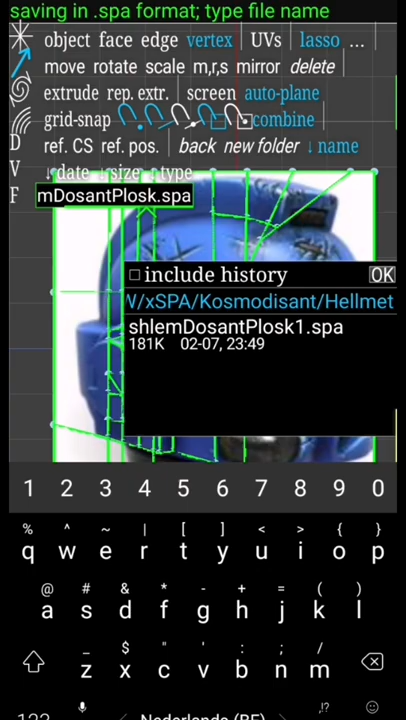 saving in .spa format; type file name
object face edge vertex UVs lasso ...
move rotate scale m,r,s mirror delete
extrude rep. extr. screen auto-plane
grid-snap combine
D ref. CS ref. pos. back new folder ↓ name
V ↓ date ↓ size ↓ type
F mDosantPlosk.spa
include history OK
V/xSPA/Kosmodisant/Hellmet
shlemDosantPlosk1.spa
181K 02-07, 23:49
1 2 3 4 5 6 7 8 9 0
% ^ ~ | [ ] < > { }
q w e r t y u i o p
@ # & * - + = ( )
a s d f g h j k l
_ $ " ' : ; /
z x c v b n m
,!?
Nederlands (BE)